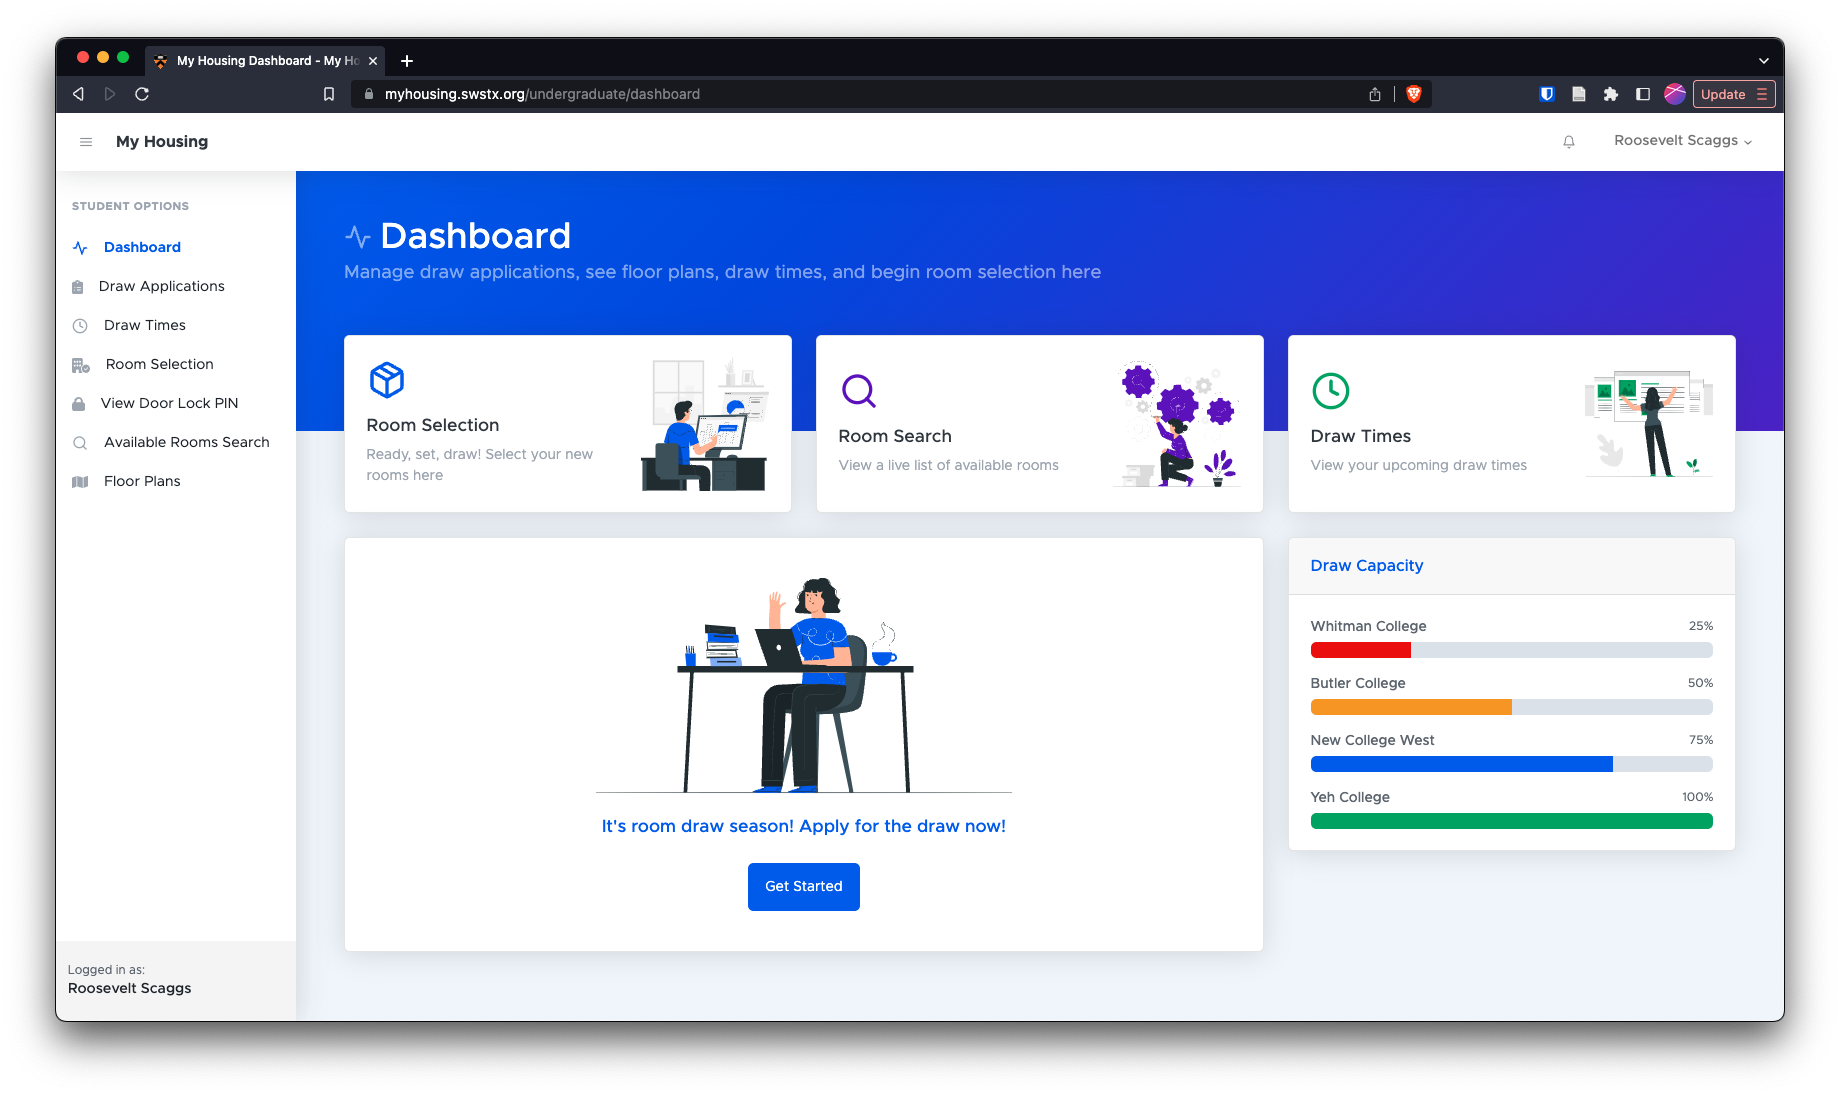 My Housing Dashboard - My Ho
myhousing.swstx.org/undergraduate/dashboard
Update
My Housing
Roosevelt Scaggs
STUDENT OPTIONS
Dashboard
Draw Applications
Draw Times
Room Selection
View Door Lock PIN
Available Rooms Search
Floor Plans
Logged in as:
Roosevelt Scaggs
Dashboard
Manage draw applications, see floor plans, draw times, and begin room selection here
Room Selection
Ready, set, draw! Select your new
rooms here
Room Search
View a live list of available rooms
Draw Times
View your upcoming draw times
It's room draw season! Apply for the draw now!
Get Started
Draw Capacity
Whitman College 25%
Butler College 50%
New College West 75%
Yeh College 100%